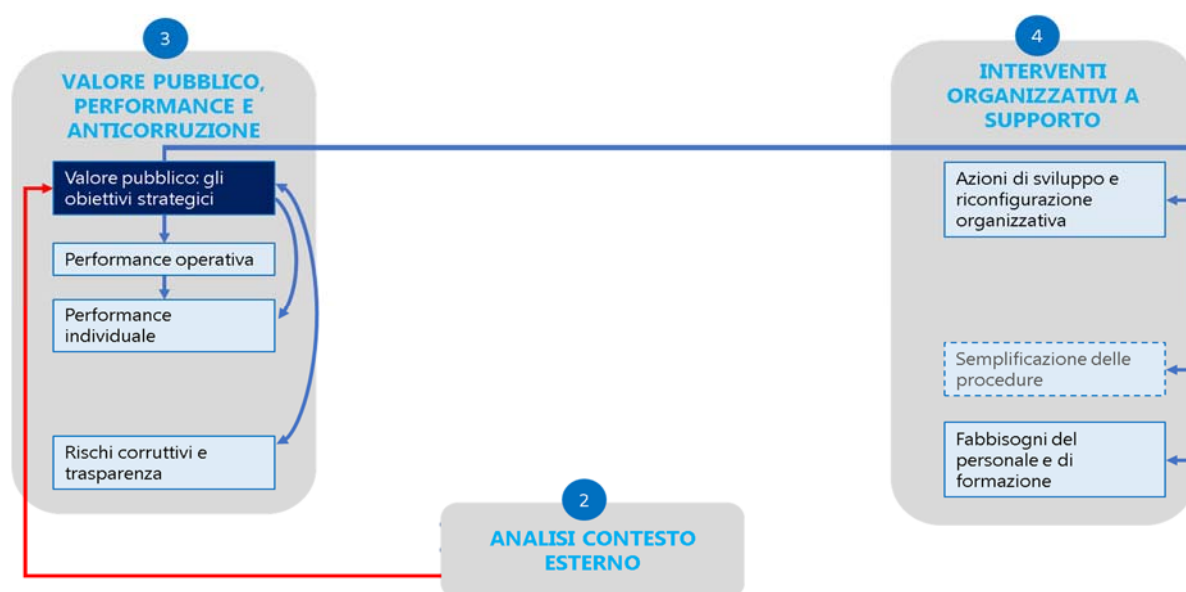 3
VALORE PUBBLICO,
PERFORMANCE E
ANTICORRUZIONE
Valore pubblico: gli
obiettivi strategici
Performance operativa
Performance
individuale
Rischi corruttivi e
trasparenza
2
ANALISI CONTESTO
ESTERNO
4
INTERVENTI
ORGANIZZATIVI A
SUPPORTO
Azioni di sviluppo e
riconfigurazione
organizzativa
Semplificazione delle
procedure
Fabbisogni del
personale e di
formazione